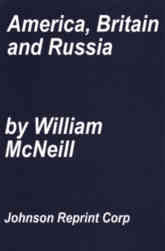 America, Britain
and Russia
by William
McNeill
Johnson Reprint Corp